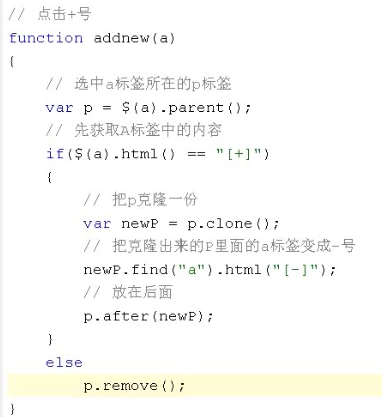 // 点击+号
function addnew(a)
{
// 选中a标签所在的p标签
var p = $(a).parent();
// 先获取A标签中的内容
if($(a).html() == "[+]")
{
// 把p克隆一份
var newP = p.clone();
// 把克隆出来的P里面的a标签变成-号
newP.find("a").html("[-]");
// 放在后面
p.after(newP);
}
else
p.remove();
}